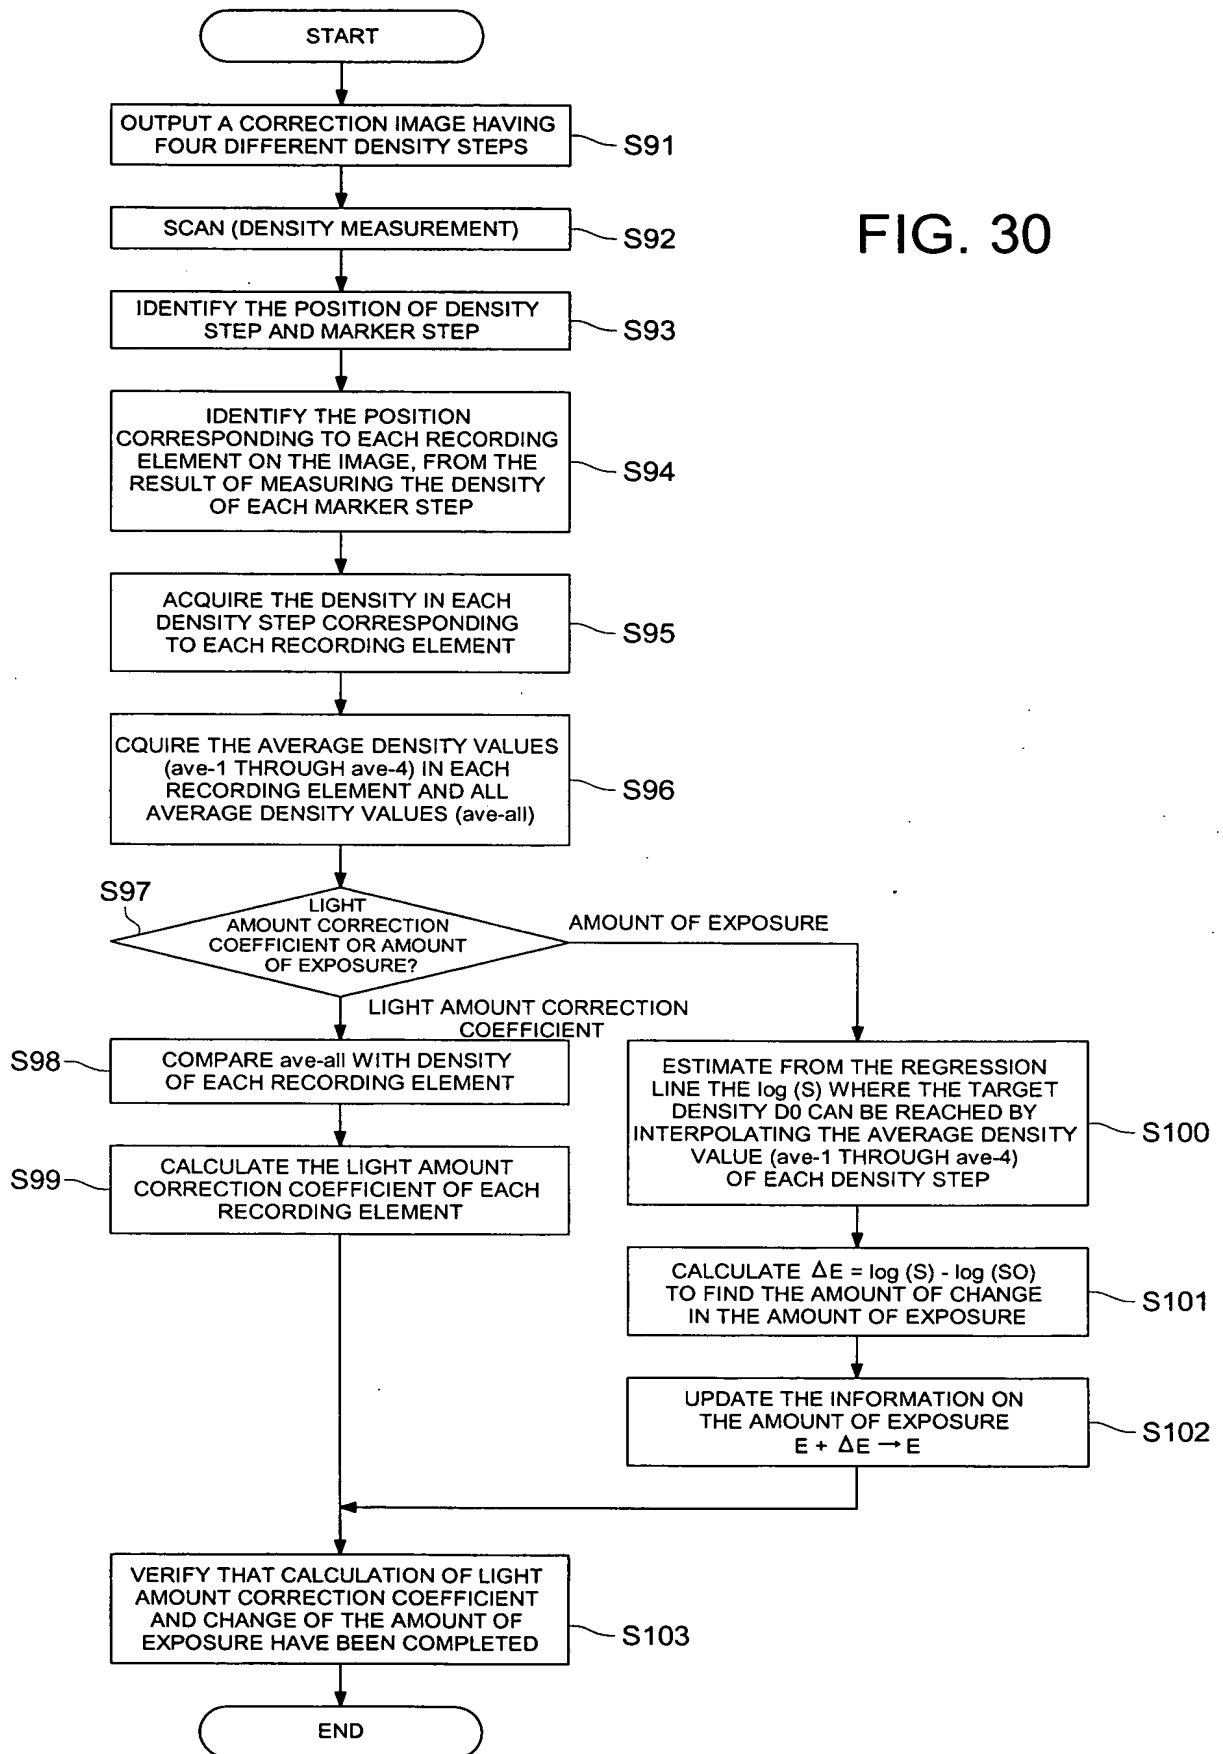 START
OUTPUT A CORRECTION IMAGE HAVING
FOUR DIFFERENT DENSITY STEPS
S91
SCAN (DENSITY MEASUREMENT)
S92
FIG. 30
IDENTIFY THE POSITION OF DENSITY
STEP AND MARKER STEP
S93
IDENTIFY THE POSITION
CORRESPONDING TO EACH RECORDING
ELEMENT ON THE IMAGE, FROM THE
RESULT OF MEASURING THE DENSITY
OF EACH MARKER STEP
S94
ACQUIRE THE DENSITY IN EACH
DENSITY STEP CORRESPONDING
TO EACH RECORDING ELEMENT
S95
CQUIRE THE AVERAGE DENSITY VALUES
(ave-1 THROUGH ave-4) IN EACH
RECORDING ELEMENT AND ALL
AVERAGE DENSITY VALUES (ave-all)
S96
S97
LIGHT
AMOUNT CORRECTION
COEFFICIENT OR AMOUNT
OF EXPOSURE?
AMOUNT OF EXPOSURE
LIGHT AMOUNT CORRECTION
COEFFICIENT
S98
COMPARE ave-all WITH DENSITY
OF EACH RECORDING ELEMENT
S99
CALCULATE THE LIGHT AMOUNT
CORRECTION COEFFICIENT OF EACH
RECORDING ELEMENT
ESTIMATE FROM THE REGRESSION
LINE THE log (S) WHERE THE TARGET
DENSITY D0 CAN BE REACHED BY
INTERPOLATING THE AVERAGE DENSITY
VALUE (ave-1 THROUGH ave-4)
OF EACH DENSITY STEP
S100
CALCULATE ΔE = log (S) - log (SO)
TO FIND THE AMOUNT OF CHANGE
IN THE AMOUNT OF EXPOSURE
S101
UPDATE THE INFORMATION ON
THE AMOUNT OF EXPOSURE
E + ΔE → E
S102
VERIFY THAT CALCULATION OF LIGHT
AMOUNT CORRECTION COEFFICIENT
AND CHANGE OF THE AMOUNT OF
EXPOSURE HAVE BEEN COMPLETED
S103
END